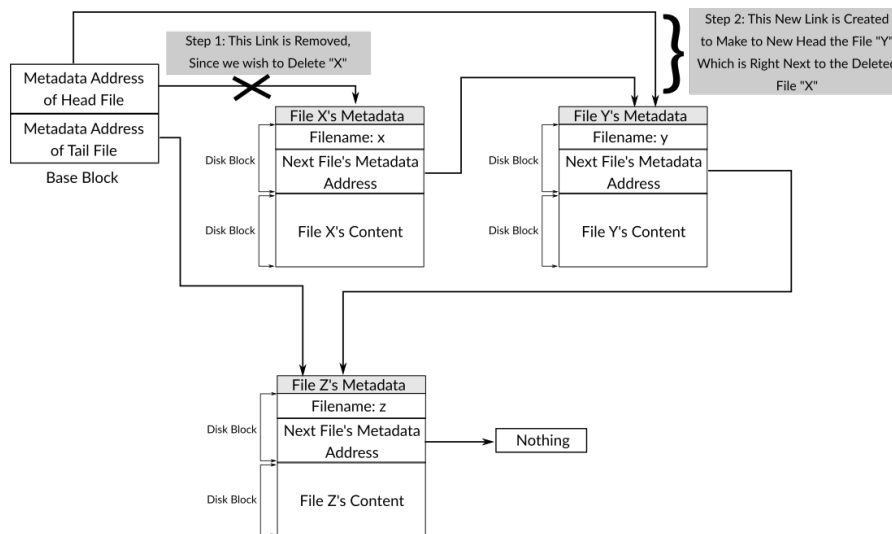 Step 1: This Link is Removed,
Since we wish to Delete "X"
Step 2: This New Link is Created
to Make to New Head the File "Y"
Which is Right Next to the Deleted
File "X"
Metadata Address
of Head File
Metadata Address
of Tail File
Base Block
File X's Metadata
Filename: x
Next File's Metadata
Address
File X's Content
Disk Block
Disk Block
File Y's Metadata
Filename: y
Next File's Metadata
Address
File Y's Content
Disk Block
Disk Block
File Z's Metadata
Filename: z
Next File's Metadata
Address
File Z's Content
Disk Block
Disk Block
Nothing